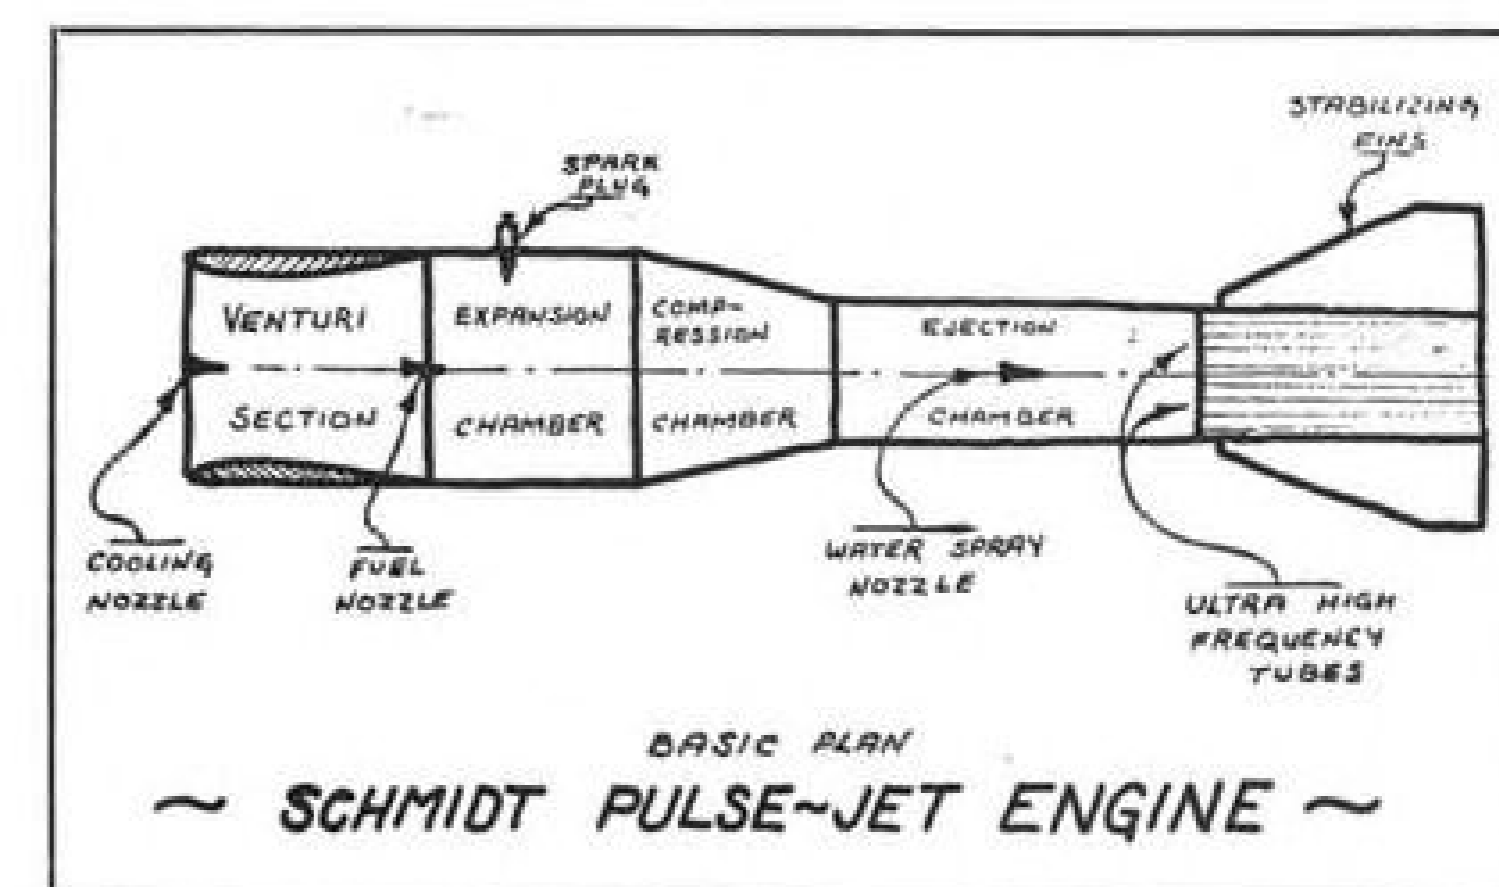 STABILIZING
FINS
SPARK
PLUG
VENTURI
SECTION
EXPANSION
CHAMBER
COMP-
RESSION
CHAMBER
EJECTION
CHAMBER
COOLING
NOZZLE
FUEL
NOZZLE
WATER SPRAY
NOZZLE
ULTRA HIGH
FREQUENCY
TUBES
BASIC PLAN
~ SCHMIDT PULSE~JET ENGINE ~